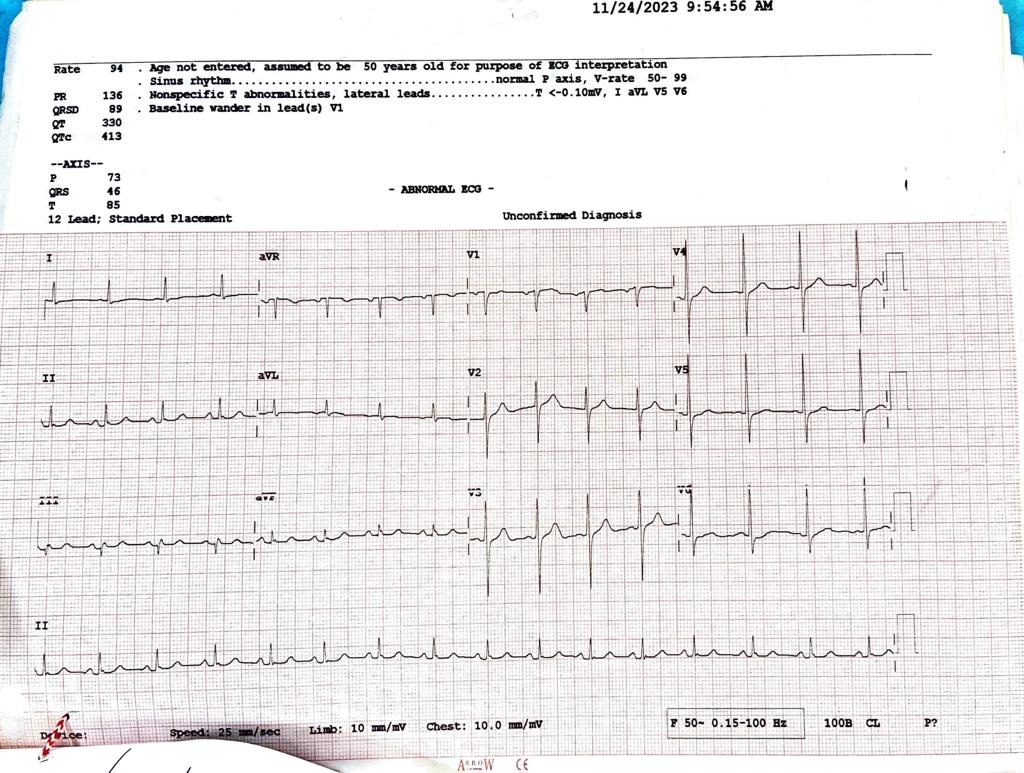 11/24/2023 9:54:56 AM
Rate 94 . Age not entered, assumed to be 50 years old for purpose of ECG interpretation
. Sinus rhythm......................................normal P axis, V-rate 50- 99
PR 136 . Nonspecific T abnormalities, lateral leads...............T <-0.10mV, I aVL V5 V6
QRSD 89 . Baseline wander in lead(s) V1
QT 330
QTc 413
--AXIS--
P 73
QRS 46 - ABNORMAL ECG -
T 85
12 Lead; Standard Placement Unconfirmed Diagnosis
I aVR V1 V4
II aVL V2 V5
III aVF V3 V6
II
Device: Speed: 25 mm/sec Limb: 10 mm/mV Chest: 10.0 mm/mV F 50~ 0.15-100 Hz 100B CL P?
ARROW CE